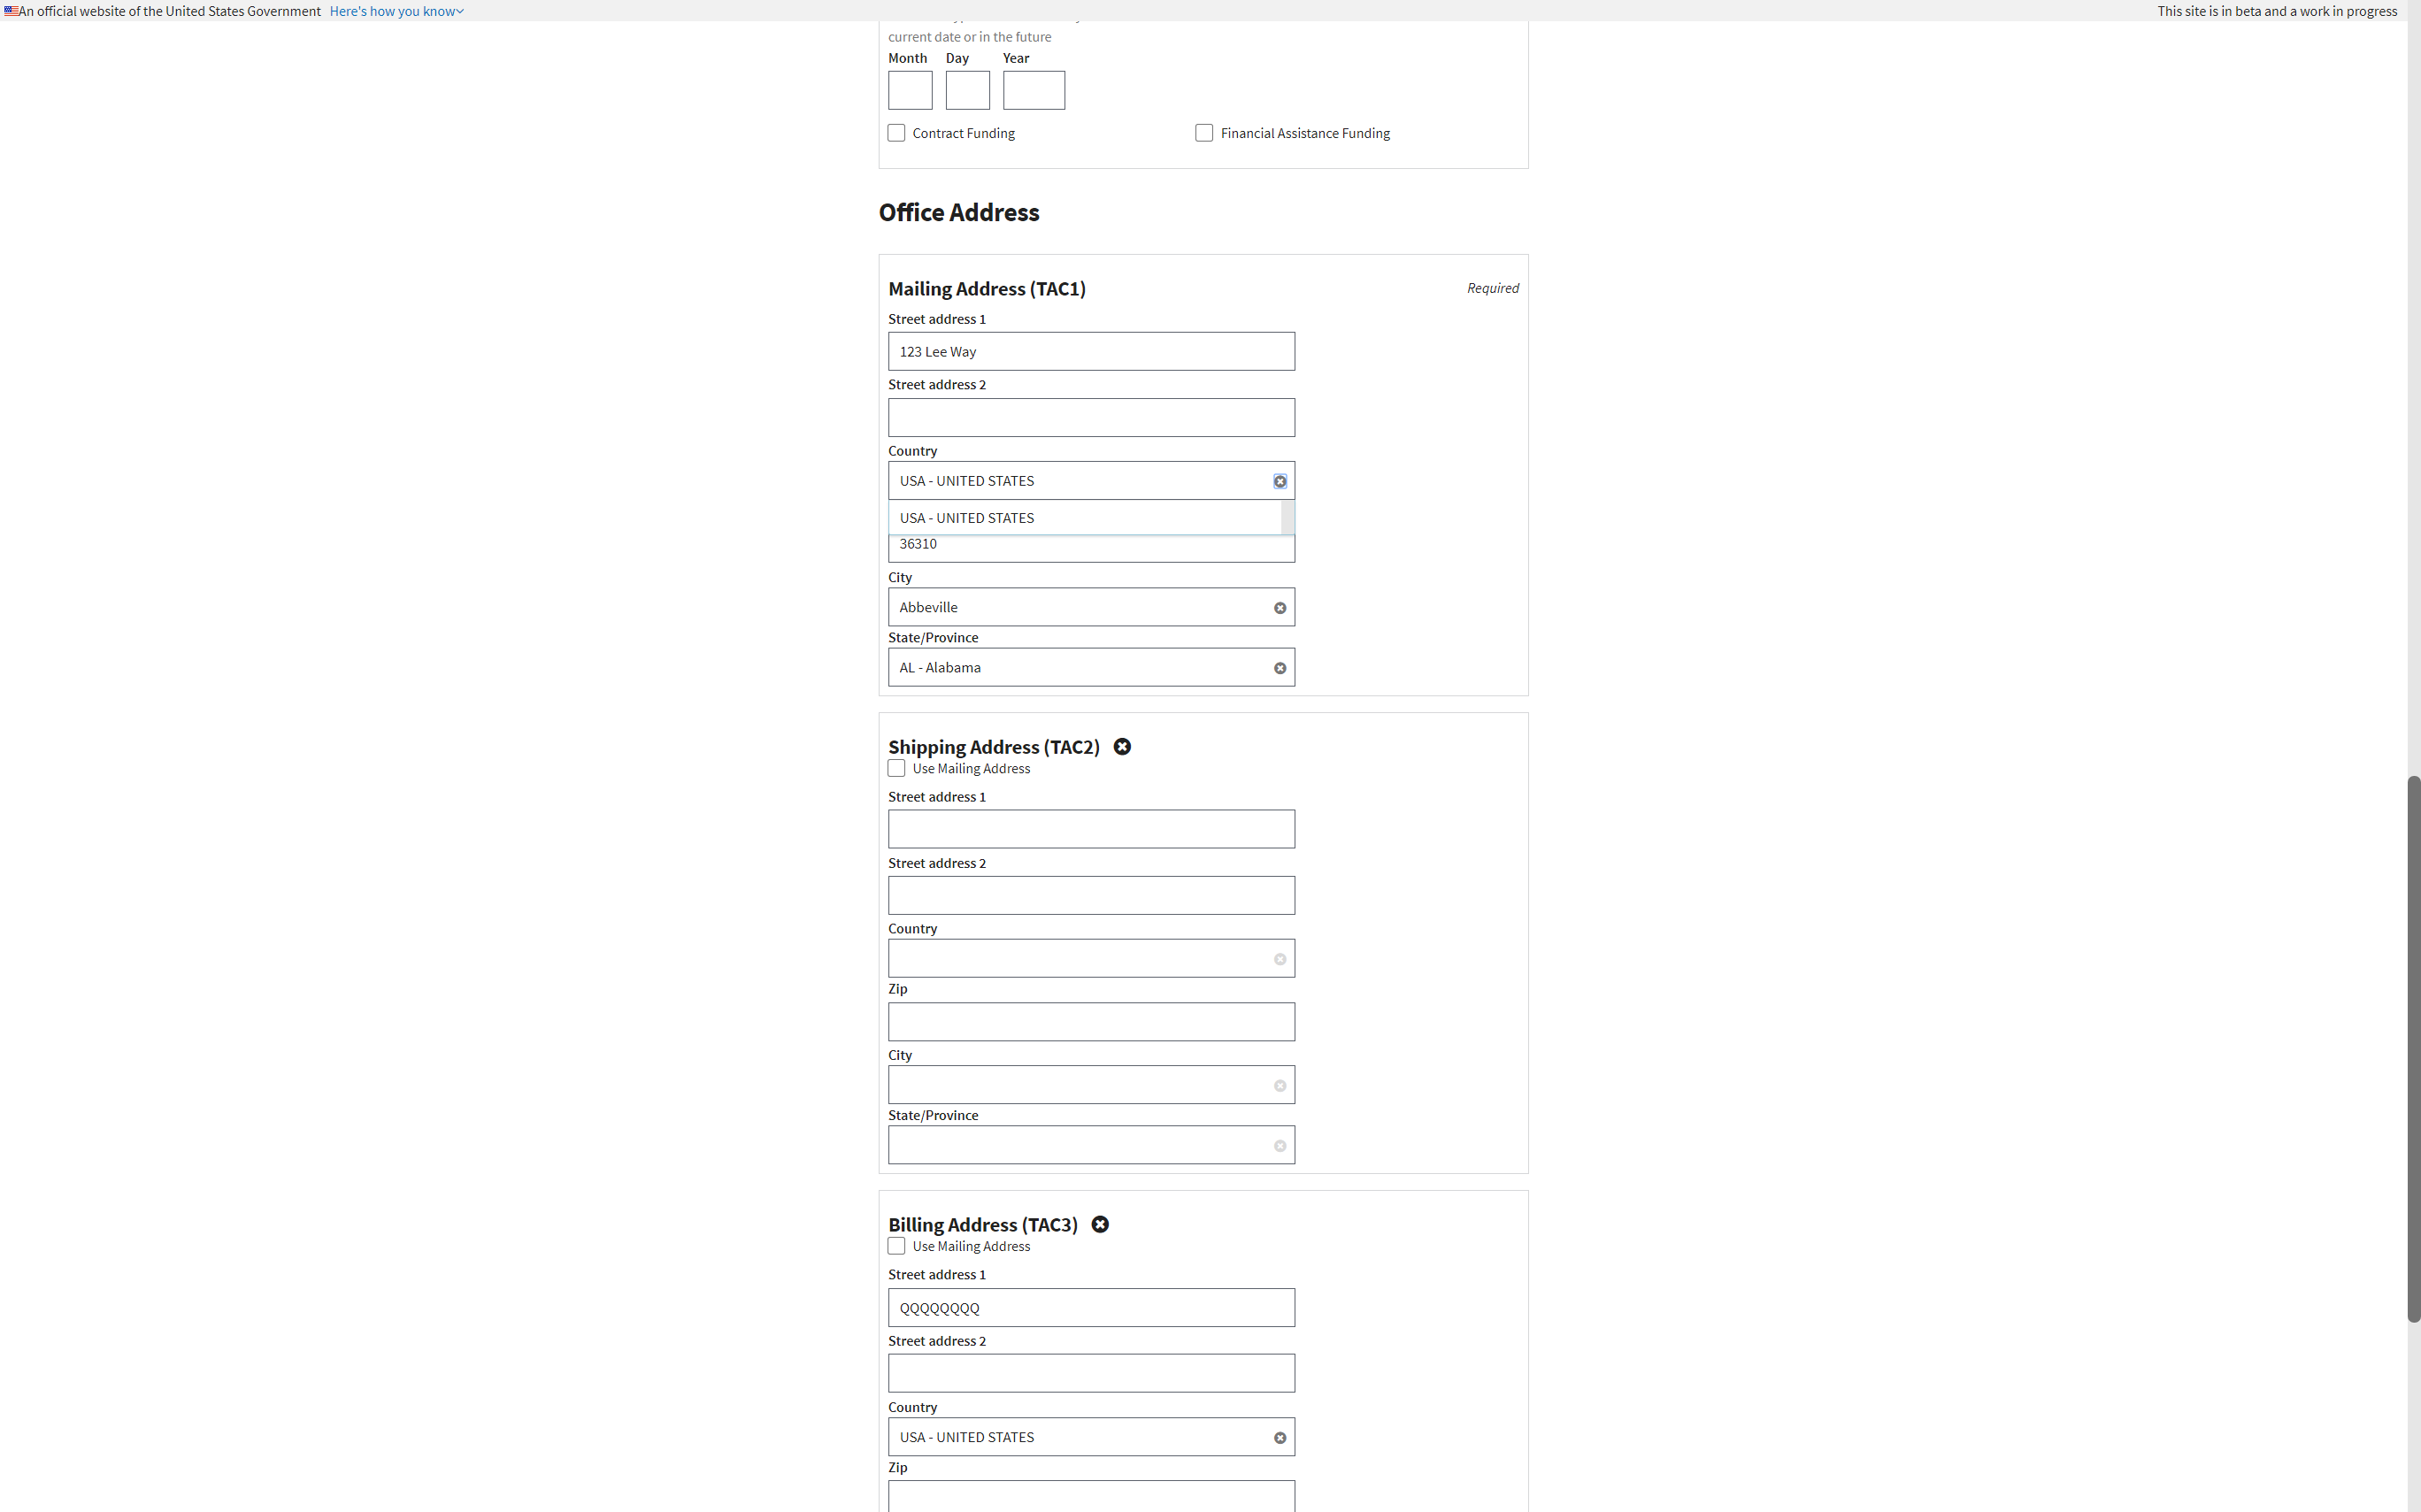 An official website of the United States Government Here's how you know
This site is in beta and a work in progress
current date or in the future
Month Day Year
Contract Funding Financial Assistance Funding
Office Address
Mailing Address (TAC1) Required
Street address 1
123 Lee Way
Street address 2
Country
USA - UNITED STATES
USA - UNITED STATES
36310
City
Abbeville
State/Province
AL - Alabama
Shipping Address (TAC2)
Use Mailing Address
Street address 1
Street address 2
Country
Zip
City
State/Province
Billing Address (TAC3)
Use Mailing Address
Street address 1
QQQQQQQQ
Street address 2
Country
USA - UNITED STATES
Zip